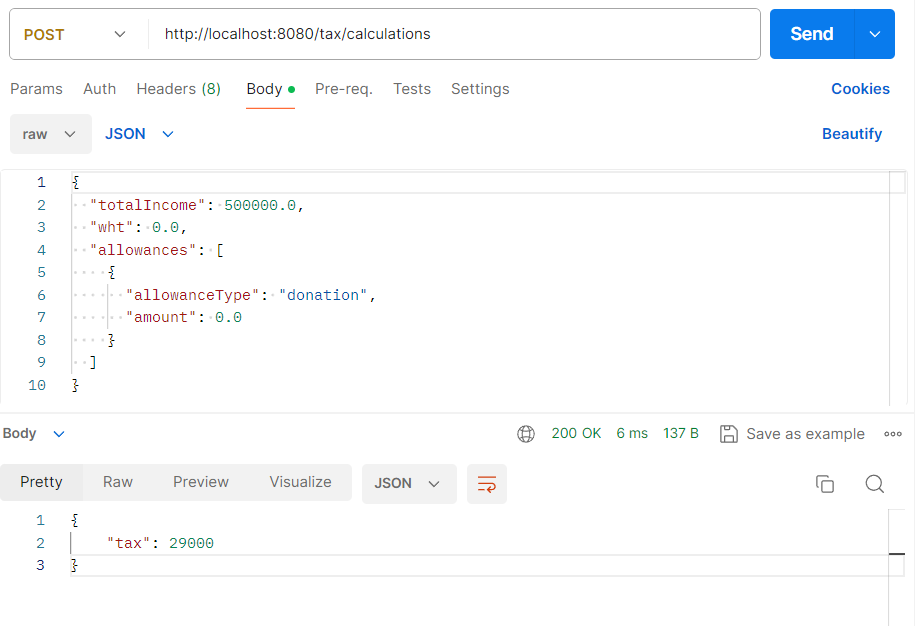 POST http://localhost:8080/tax/calculations Send
Params Auth Headers (8) Body Pre-req. Tests Settings Cookies
raw JSON Beautify
1 {
2 "totalIncome": 500000.0,
3 "wht": 0.0,
4 "allowances": [
5 {
6 "allowanceType": "donation",
7 "amount": 0.0
8 }
9 ]
10 }
Body 200 OK 6 ms 137 B Save as example
Pretty Raw Preview Visualize JSON
1 {
2 "tax": 29000
3 }